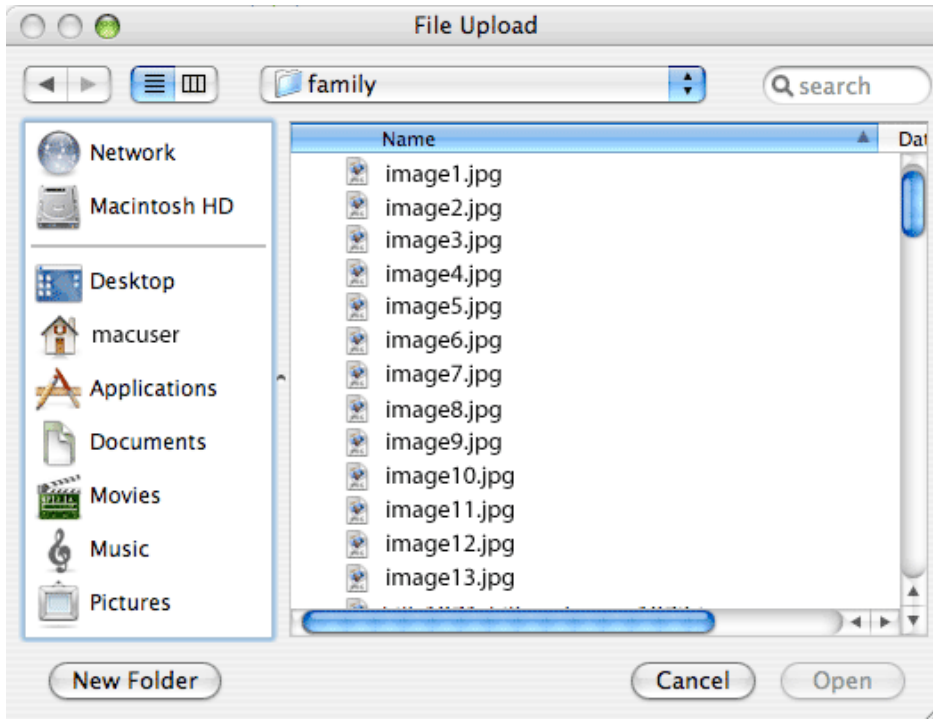 File Upload
family
search
Network
Macintosh HD
Desktop
macuser
Applications
Documents
Movies
Music
Pictures
Name
Dat
image1.jpg
image2.jpg
image3.jpg
image4.jpg
image5.jpg
image6.jpg
image7.jpg
image8.jpg
image9.jpg
image10.jpg
image11.jpg
image12.jpg
image13.jpg
New Folder
Cancel
Open